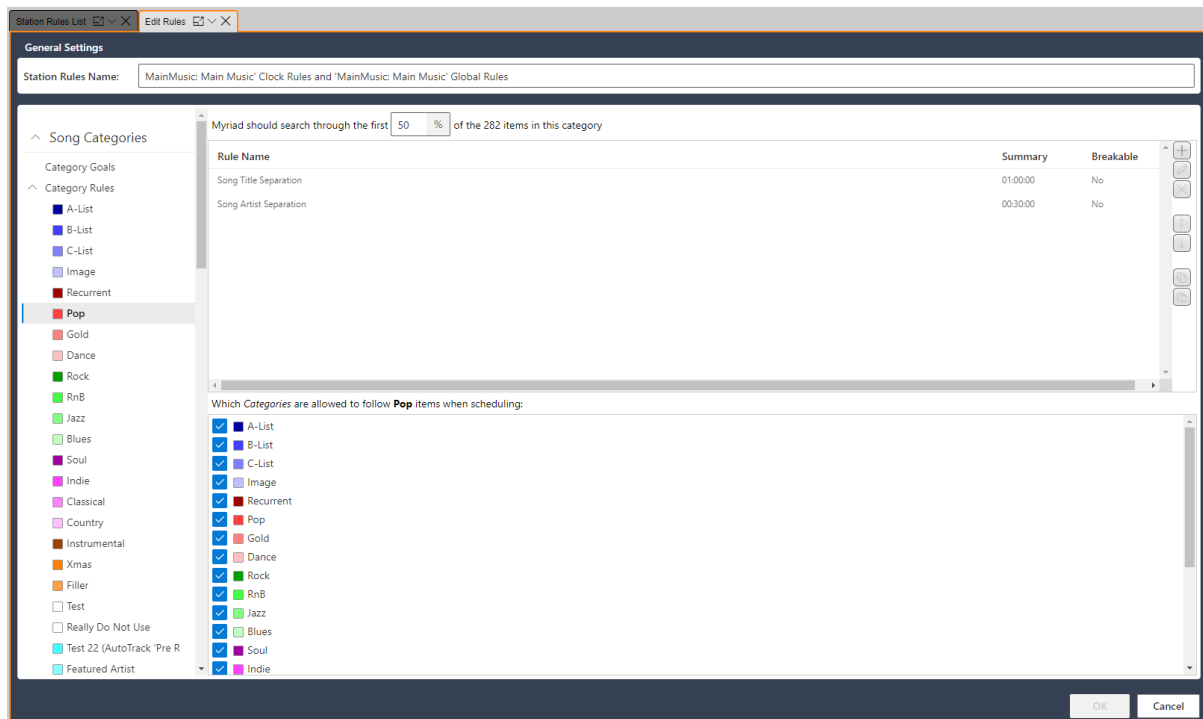 Station Rules List
Edit Rules
General Settings
Station Rules Name:
MainMusic: Main Music' Clock Rules and 'MainMusic: Main Music' Global Rules
Song Categories
Category Goals
Category Rules
A-List
B-List
C-List
Image
Recurrent
Pop
Gold
Dance
Rock
RnB
Jazz
Blues
Soul
Indie
Classical
Country
Instrumental
Xmas
Filler
Test
Really Do Not Use
Test 22 (AutoTrack 'Pre R
Featured Artist
Myriad should search through the first 50 % of the 282 items in this category
Rule Name Summary Breakable
Song Title Separation 01:00:00 No
Song Artist Separation 00:30:00 No
Which Categories are allowed to follow Pop items when scheduling:
A-List
B-List
C-List
Image
Recurrent
Pop
Gold
Dance
Rock
RnB
Jazz
Blues
Soul
Indie
OK
Cancel